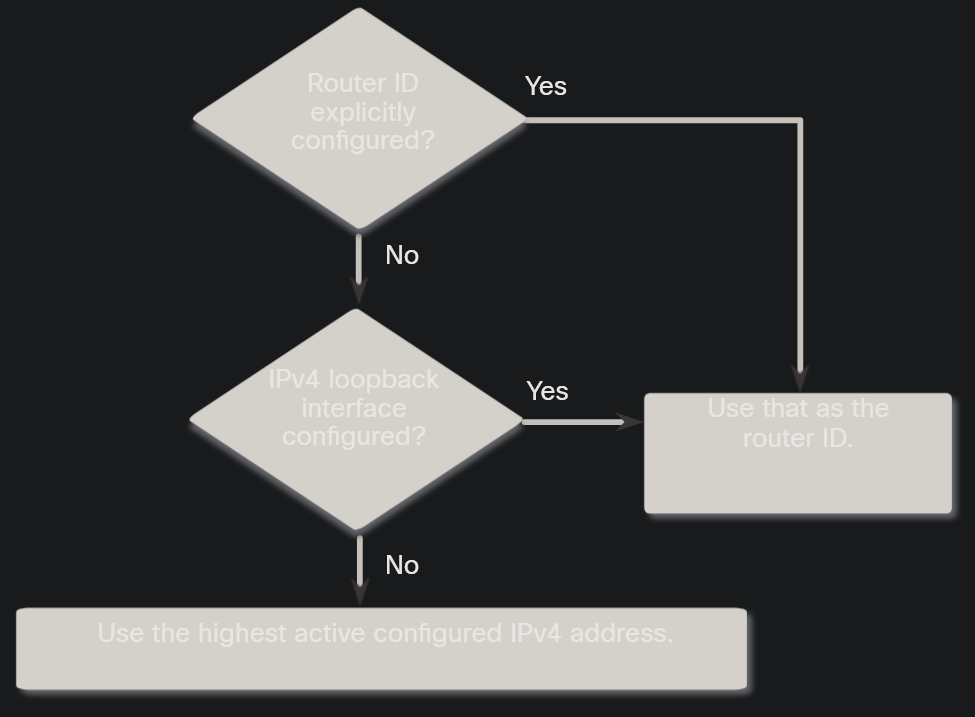 Router ID
explicitly
configured?
Yes
No
IPv4 loopback
interface
configured?
Yes
Use that as the
router ID.
No
Use the highest active configured IPv4 address.